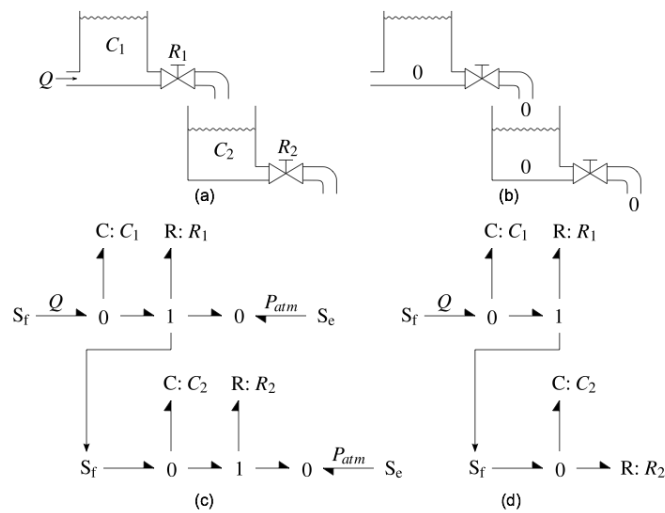 C1 R1
Q
C2 R2
(a)
0
0
0
0
(b)
C: C1 R: R1
Sf Q 0 1 0 Patm Se
C: C2 R: R2
Sf 0 1 0 Patm Se
(c)
C: C1 R: R1
Sf Q 0 1
C: C2
Sf 0 R: R2
(d)